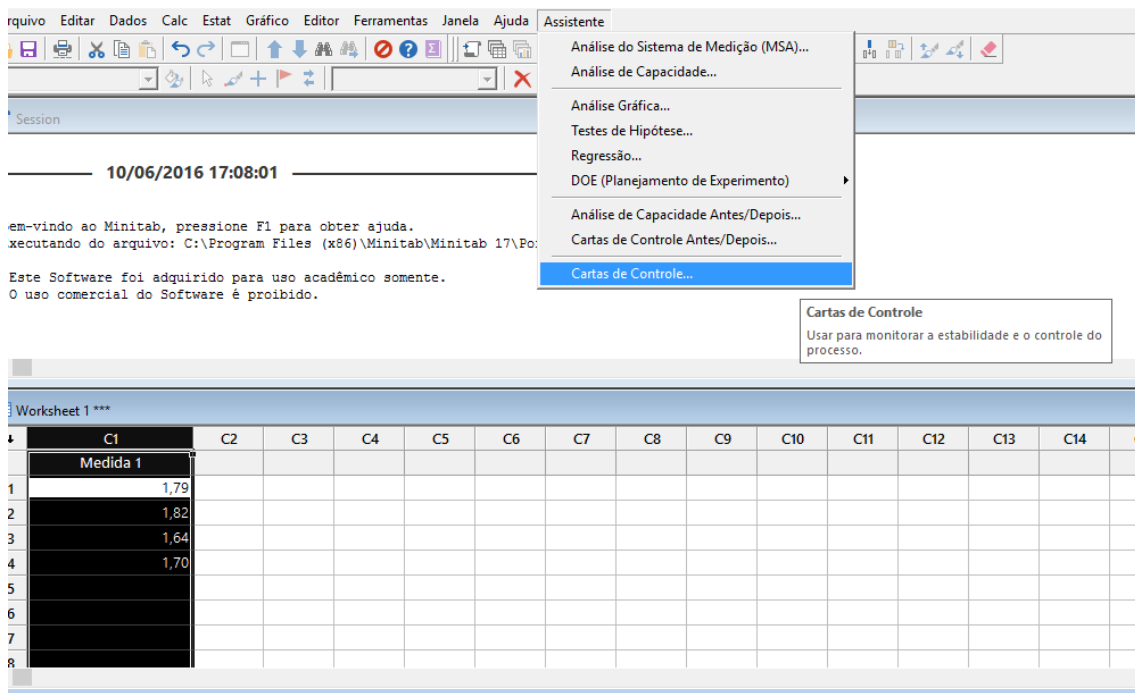 rquivo Editar Dados Calc Estat Gráfico Editor Ferramentas Janela Ajuda Assistente
Análise do Sistema de Medição (MSA)...
Análise de Capacidade...
Análise Gráfica...
Testes de Hipótese...
Regressão...
DOE (Planejamento de Experimento)
Análise de Capacidade Antes/Depois...
Cartas de Controle Antes/Depois...
Cartas de Controle...
Cartas de Controle
Usar para monitorar a estabilidade e o controle do
processo.
Session
10/06/2016 17:08:01
em-vindo ao Minitab, pressione F1 para obter ajuda.
xecutando do arquivo: C:\Program Files (x86)\Minitab\Minitab 17\Po
Este Software foi adquirido para uso acadêmico somente.
O uso comercial do Software é proibido.
Worksheet 1 ***
C1 C2 C3 C4 C5 C6 C7 C8 C9 C10 C11 C12 C13 C14
Medida 1
1 1,79
2 1,82
3 1,64
4 1,70
5
6
7
8